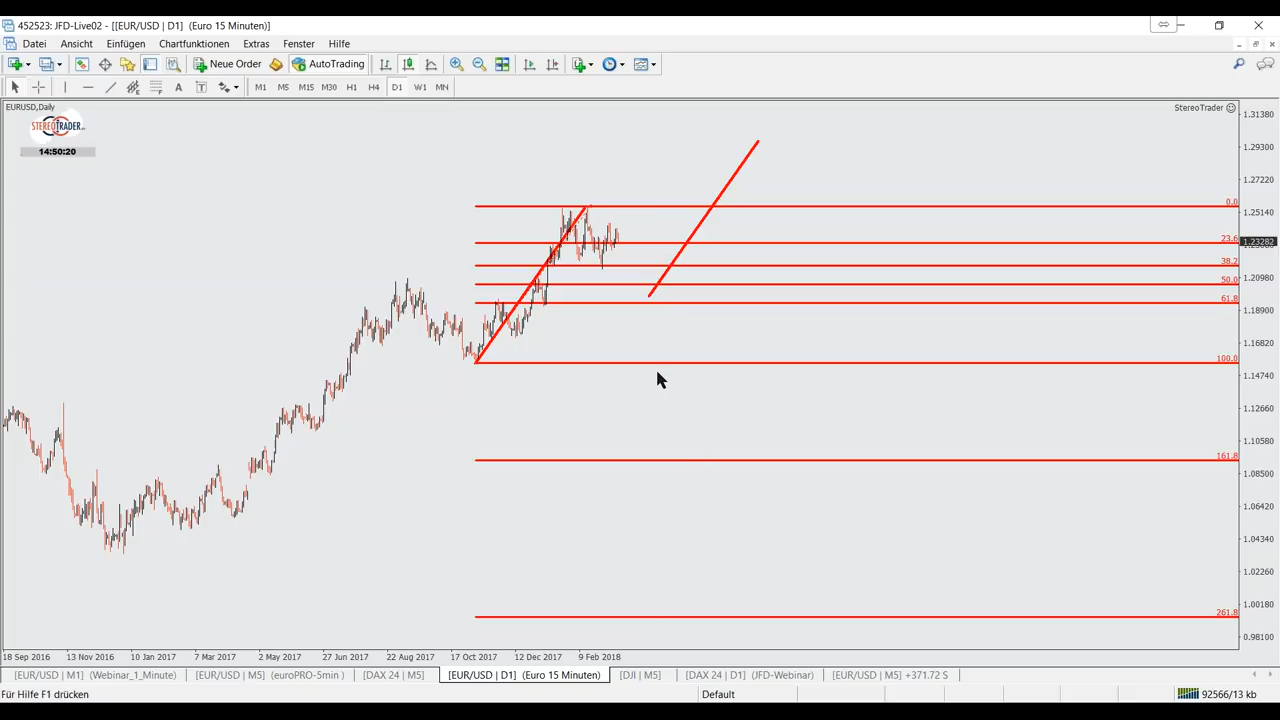 452523: JFD-Live02 - [[EUR/USD | D1] (Euro 15 Minuten)]
Datei Ansicht Einfügen Chartfunktionen Extras Fenster Hilfe
Neue Order AutoTrading
A T M1 M5 M15 M30 H1 H4 D1 W1 MN
EURUSD,Daily
StereoTrader
STEREOTRADER
14:50:20
1.31380
1.29300
1.27220
0.0
1.25140
23.6
1.23282
38.2
1.20980
50.0
61.8
1.18900
1.16820
100.0
1.14740
1.12660
1.10580
161.8
1.08500
1.06420
1.04340
1.02260
1.00180
261.8
0.98100
18 Sep 2016 13 Nov 2016 10 Jan 2017 7 Mar 2017 2 May 2017 27 Jun 2017 22 Aug 2017 17 Oct 2017 12 Dec 2017 9 Feb 2018
[EUR/USD | M1] (Webinar_1_Minute) [EUR/USD | M5] (euroPRO-5min ) [DAX 24 | M5] [EUR/USD | D1] (Euro 15 Minuten) [DJI | M5] [DAX 24 | D1] (JFD-Webinar) [EUR/USD | M5] +371.72 S
Für Hilfe F1 drücken Default 92566/13 kb